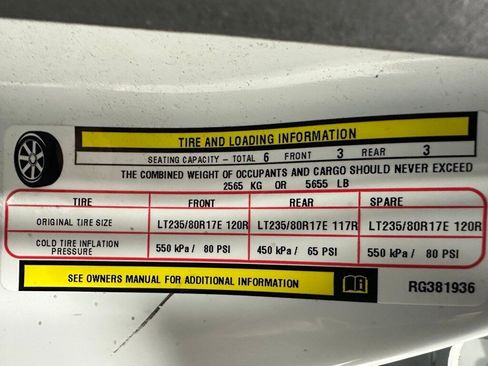 TIRE AND LOADING INFORMATION
SEATING CAPACITY - TOTAL 6 FRONT 3 REAR 3
THE COMBINED WEIGHT OF OCCUPANTS AND CARGO SHOULD NEVER EXCEED
2565 KG OR 5655 LB
TIRE FRONT REAR SPARE
ORIGINAL TIRE SIZE LT235/80R17E 120R LT235/80R17E 117R LT235/80R17E 120R
COLD TIRE INFLATION PRESSURE 550 kPa / 80 PSI 450 kPa / 65 PSI 550 kPa / 80 PSI
SEE OWNERS MANUAL FOR ADDITIONAL INFORMATION
RG381936